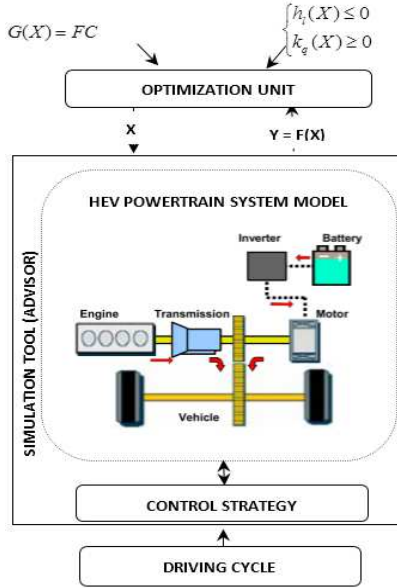 G(X) = FC
h_i(X) ≤ 0
k_q(X) ≥ 0
OPTIMIZATION UNIT
X
Y = F(X)
SIMULATION TOOL (ADVISOR)
HEV POWERTRAIN SYSTEM MODEL
Inverter
Battery
Engine
Transmission
Motor
Vehicle
CONTROL STRATEGY
DRIVING CYCLE